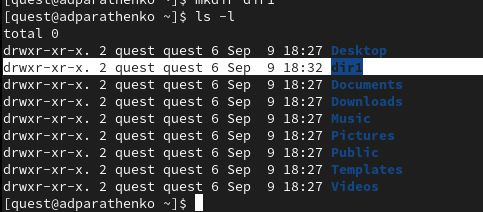 [quest@adparathenko ~]$ mkdir dir1
[quest@adparathenko ~]$ ls -l
total 0
drwxr-xr-x. 2 quest quest 6 Sep  9 18:27 Desktop
drwxr-xr-x. 2 quest quest 6 Sep  9 18:32 dir1
drwxr-xr-x. 2 quest quest 6 Sep  9 18:27 Documents
drwxr-xr-x. 2 quest quest 6 Sep  9 18:27 Downloads
drwxr-xr-x. 2 quest quest 6 Sep  9 18:27 Music
drwxr-xr-x. 2 quest quest 6 Sep  9 18:27 Pictures
drwxr-xr-x. 2 quest quest 6 Sep  9 18:27 Public
drwxr-xr-x. 2 quest quest 6 Sep  9 18:27 Templates
drwxr-xr-x. 2 quest quest 6 Sep  9 18:27 Videos
[quest@adparathenko ~]$